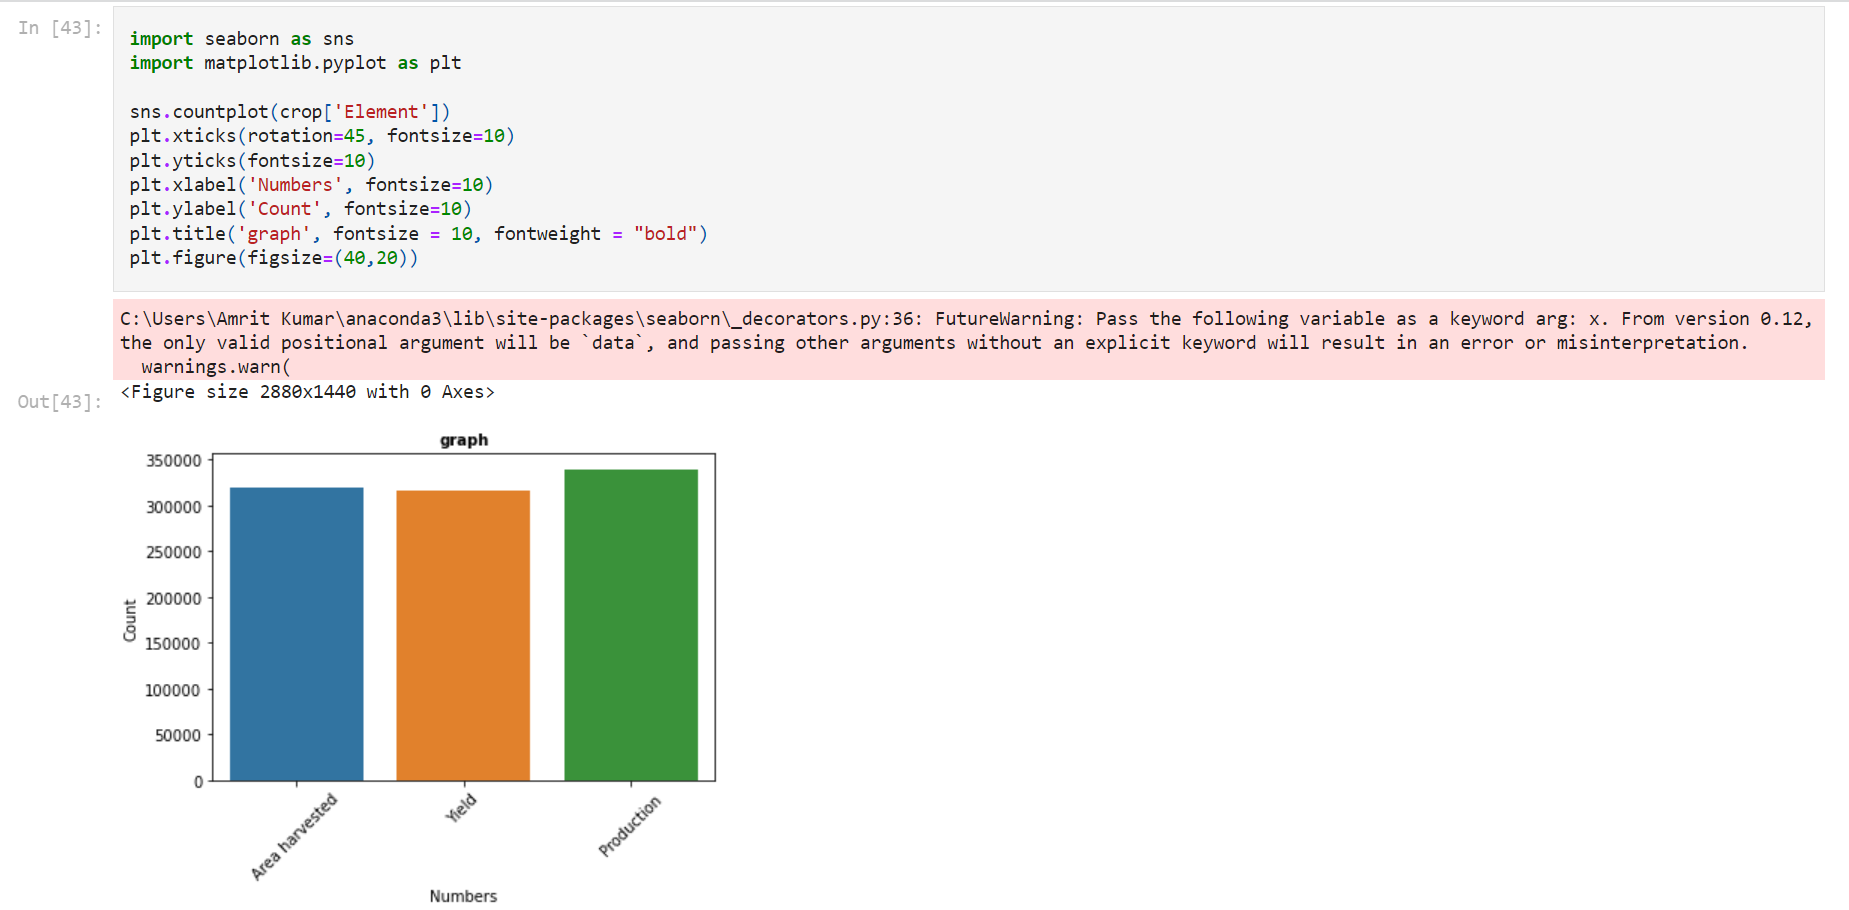 In [43]:
import seaborn as sns
import matplotlib.pyplot as plt
sns.countplot(crop['Element'])
plt.xticks(rotation=45, fontsize=10)
plt.yticks(fontsize=10)
plt.xlabel('Numbers', fontsize=10)
plt.ylabel('Count', fontsize=10)
plt.title('graph', fontsize = 10, fontweight = "bold")
plt.figure(figsize=(40,20))
C:\Users\Amrit Kumar\anaconda3\lib\site-packages\seaborn\_decorators.py:36: FutureWarning: Pass the following variable as a keyword arg: x. From version 0.12,
the only valid positional argument will be `data`, and passing other arguments without an explicit keyword will result in an error or misinterpretation.
warnings.warn(
Out[43]:
<Figure size 2880x1440 with 0 Axes>
graph
350000
300000
250000
200000
150000
100000
50000
0
Count
Area harvested
Yield
Production
Numbers